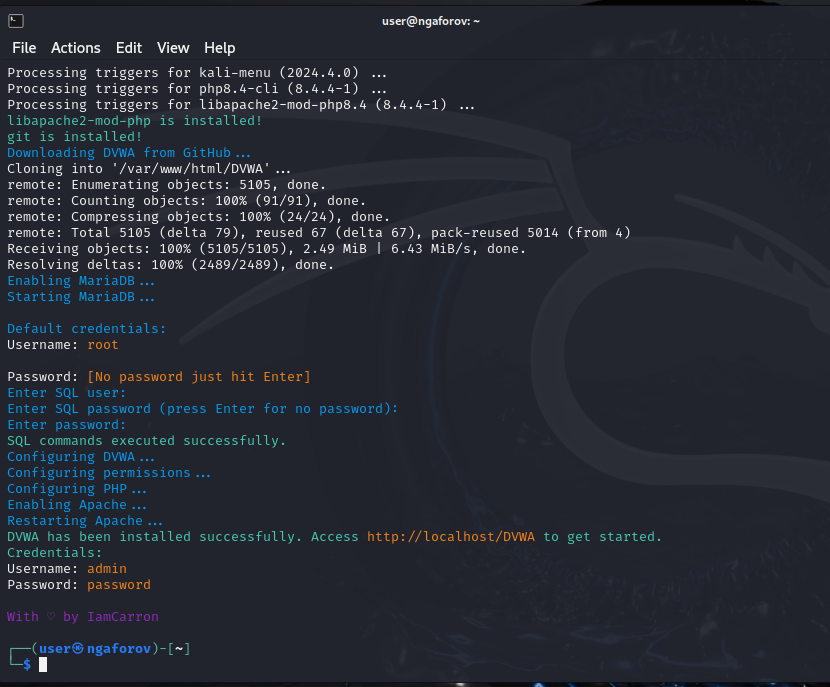 user@ngaforov: ~
File Actions Edit View Help
Processing triggers for kali-menu (2024.4.0) ...
Processing triggers for php8.4-cli (8.4.4-1) ...
Processing triggers for libapache2-mod-php8.4 (8.4.4-1) ...
libapache2-mod-php is installed!
git is installed!
Downloading DVWA from GitHub...
Cloning into '/var/www/html/DVWA'...
remote: Enumerating objects: 5105, done.
remote: Counting objects: 100% (91/91), done.
remote: Compressing objects: 100% (24/24), done.
remote: Total 5105 (delta 79), reused 67 (delta 67), pack-reused 5014 (from 4)
Receiving objects: 100% (5105/5105), 2.49 MiB | 6.43 MiB/s, done.
Resolving deltas: 100% (2489/2489), done.
Enabling MariaDB...
Starting MariaDB...
Default credentials:
Username: root
Password: [No password just hit Enter]
Enter SQL user:
Enter SQL password (press Enter for no password):
Enter password:
SQL commands executed successfully.
Configuring DVWA...
Configuring permissions...
Configuring PHP...
Enabling Apache...
Restarting Apache...
DVWA has been installed successfully. Access http://localhost/DVWA to get started.
Credentials:
Username: admin
Password: password
With ♡ by IamCarron
┌──(user㉿ngaforov)-[~]
└─$